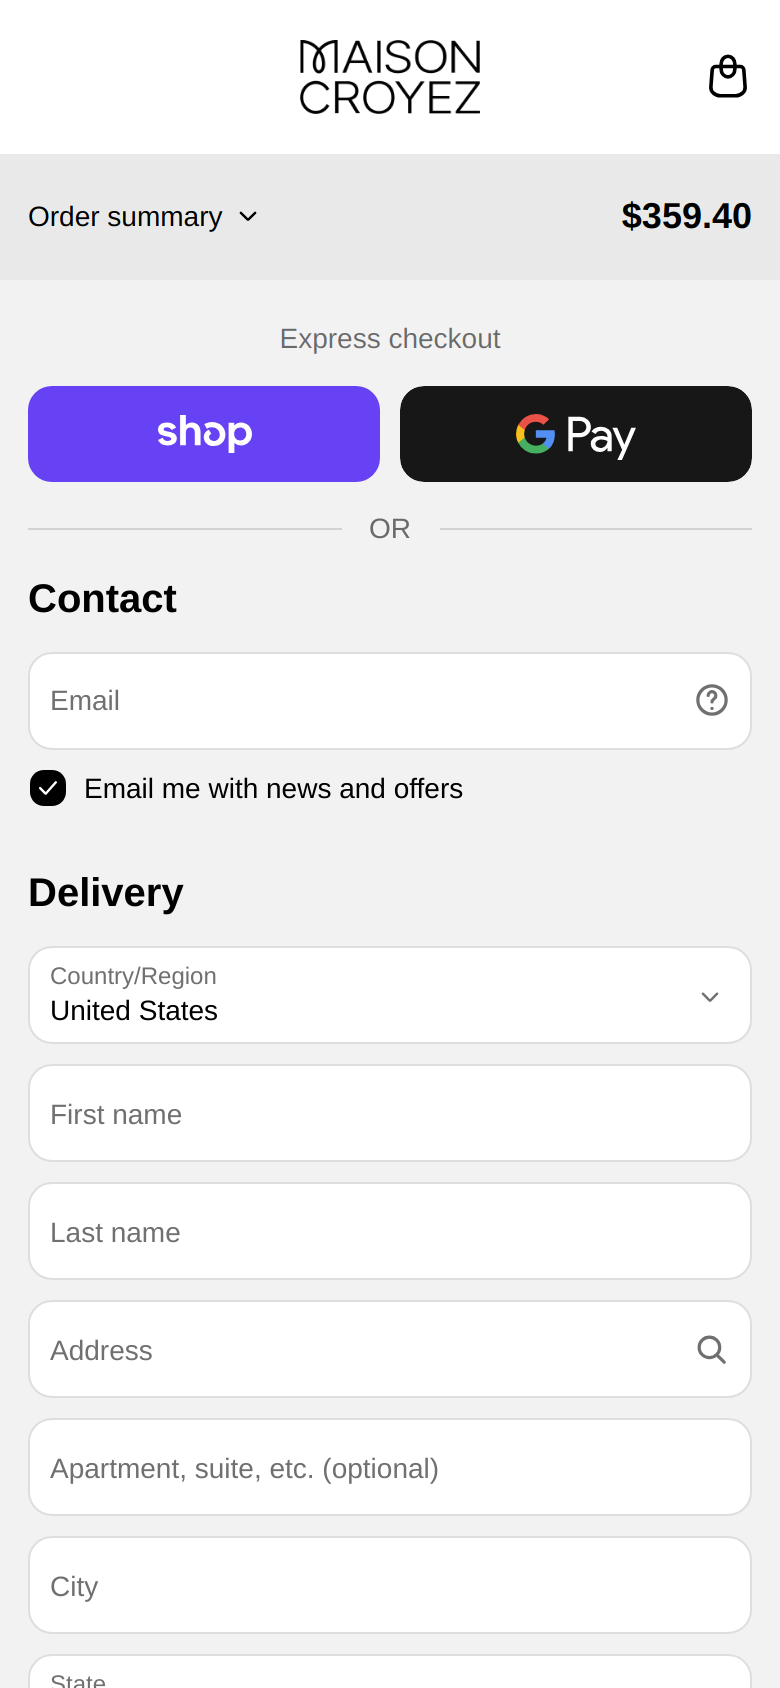 MAISON
CROYEZ
Order summary
$359.40
Express checkout
shop
G Pay
OR
Contact
Email
Email me with news and offers
Delivery
Country/Region
United States
First name
Last name
Address
Apartment, suite, etc. (optional)
City
State